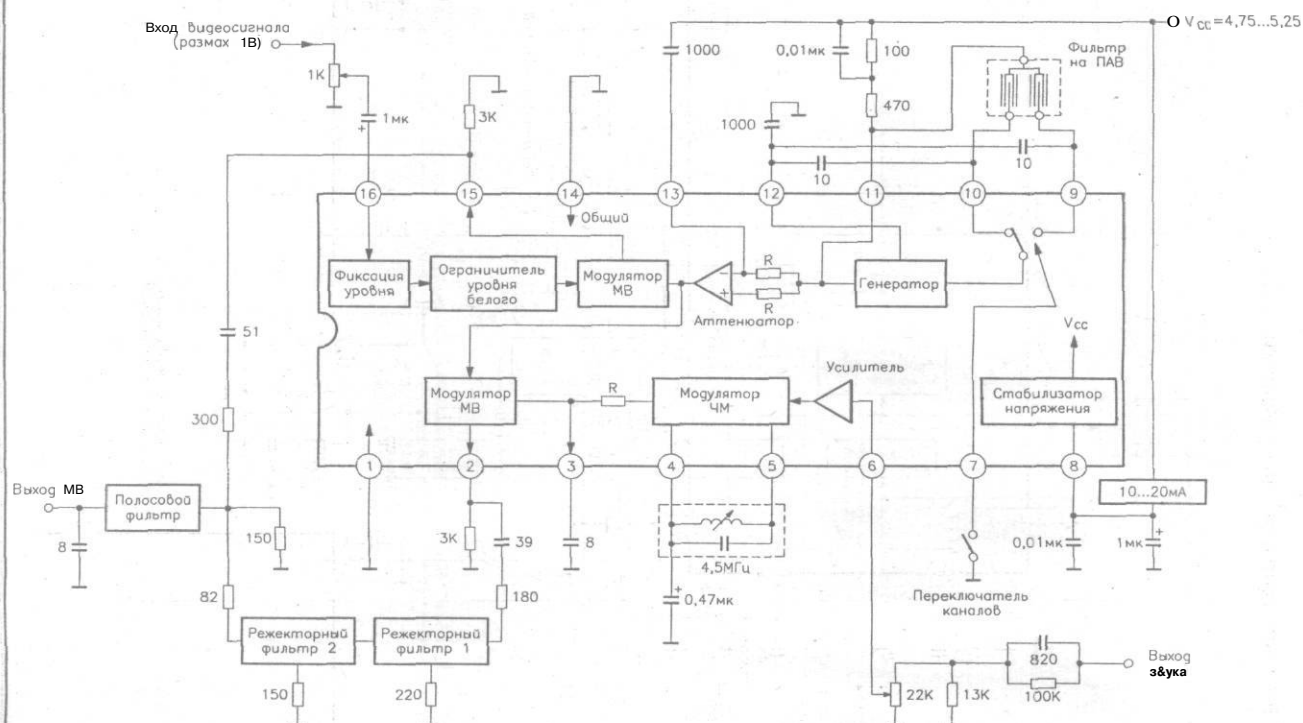 Вход видеосигнала
(размах 1В)
1К
1мк
3К
1000
0,01мк
100
470
1000
10
10
Фильтр
на ПАВ
V CC = 4,75...5,25
16
15
14
13
12
11
10
9
Общий
Фиксация
уровня
Ограничитель
уровня
белого
Модулятор
МВ
R
R
Аттенюатор
Генератор
Vcc
51
300
Модулятор
МВ
R
Модулятор
ЧМ
Усилитель
Стабилизатор
напряжения
1
2
3
4
5
6
7
8
Выход МВ
Полосовой
фильтр
8
150
3К
39
8
4,5МГц
0,01мк
1мк
10...20мА
82
180
0,47мк
Переключатель
каналов
Режекторный
фильтр 2
Режекторный
фильтр 1
150
220
22К
13К
820
100К
Выход
з&ука